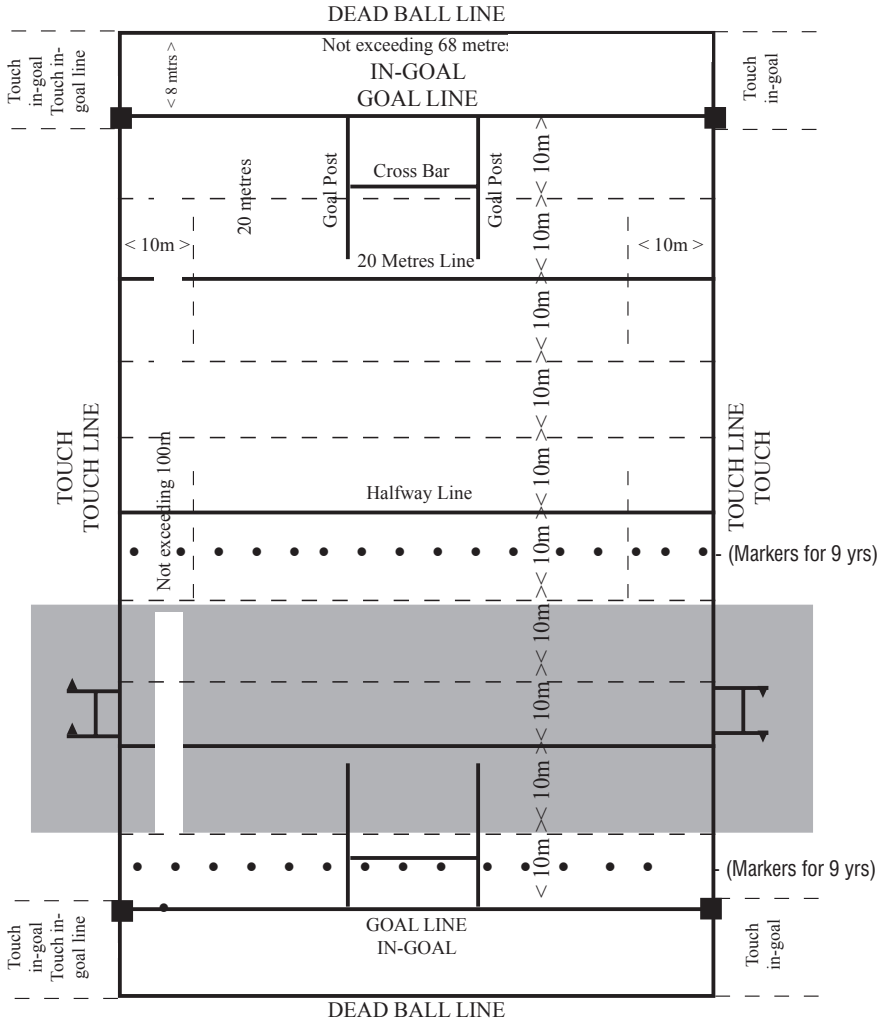 DEAD BALL LINE
Not exceeding 68 metres
IN-GOAL
GOAL LINE
Touch
in-goal
Touch in-
goal line
< 8 mtrs >
Touch
in-goal
20 metres
Goal Post
Cross Bar
Goal Post
< 10m >
< 10m >
< 10m >
< 10m >
20 Metres Line
< 10m >
< 10m >
< 10m >
TOUCH
TOUCH LINE
Not exceeding 100m
Halfway Line
TOUCH LINE
TOUCH
< 10m >
(Markers for 9 yrs)
< 10m >
< 10m >
< 10m >
< 10m >
(Markers for 9 yrs)
Touch
in-goal
Touch in-
goal line
GOAL LINE
IN-GOAL
Touch
in-goal
DEAD BALL LINE